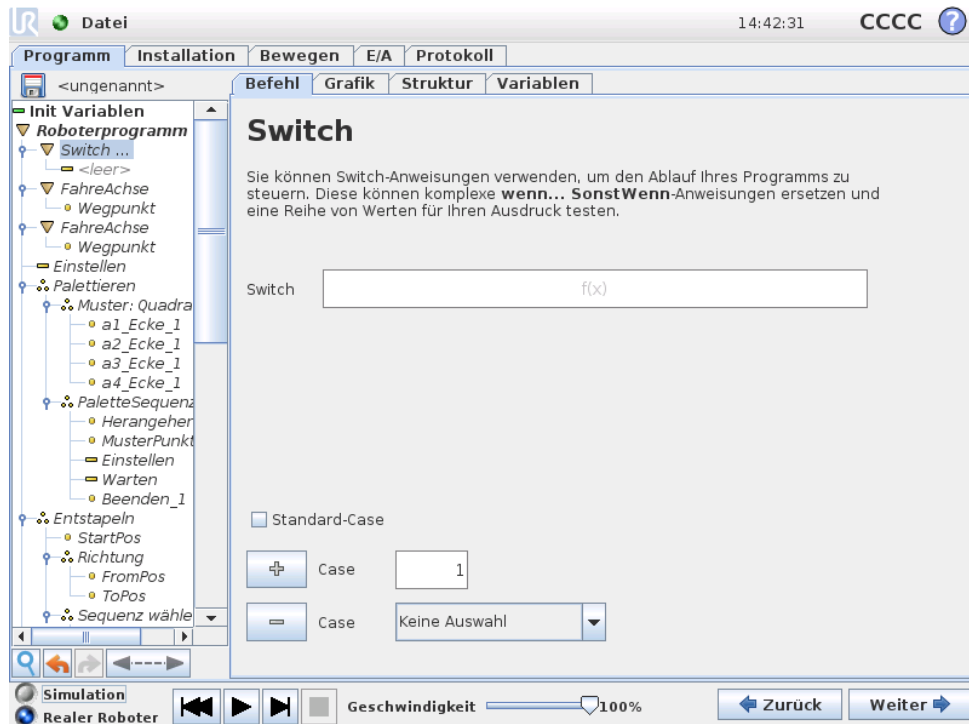 UR Datei 14:42:31 CCCC ?
Programm Installation Bewegen E/A Protokoll
<ungenannt>
Befehl Grafik Struktur Variablen
Init Variablen
Roboterprogramm
Switch ...
<leer>
FahreAchse
Wegpunkt
FahreAchse
Wegpunkt
Einstellen
Palettieren
Muster: Quadra
a1_Ecke_1
a2_Ecke_1
a3_Ecke_1
a4_Ecke_1
PaletteSequenz
Herangehen
MusterPunkt
Einstellen
Warten
Beenden_1
Entstapeln
StartPos
Richtung
FromPos
ToPos
Sequenz wähle
Switch
Sie können Switch-Anweisungen verwenden, um den Ablauf Ihres Programms zu
steuern. Diese können komplexe wenn... SonstWenn-Anweisungen ersetzen und
eine Reihe von Werten für Ihren Ausdruck testen.
Switch f(x)
Standard-Case
Case 1
Case Keine Auswahl
Simulation
Realer Roboter
Geschwindigkeit 100%
Zurück Weiter